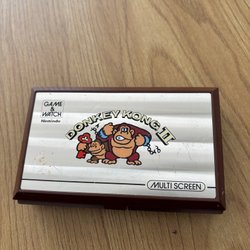 GAME &
WATCH
Nintendo
DONKEY KONG II
MULTI SCREEN